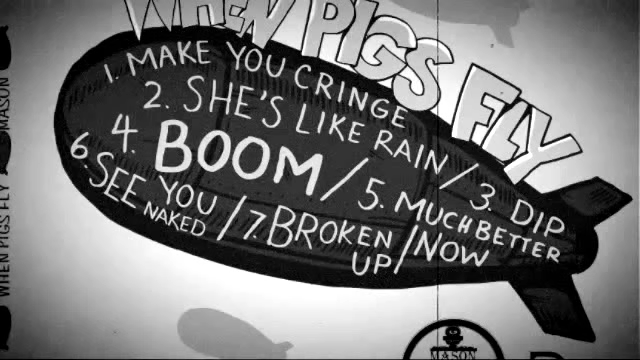 WHEN PIGS FLY
1. MAKE YOU CRINGE
2. SHE'S LIKE RAIN / 3. DIP
4. BOOM / 5. MUCH BETTER NOW
6. SEE YOU NAKED / 7. BROKEN UP /
WHEN PIGS FLY MASON
MASON